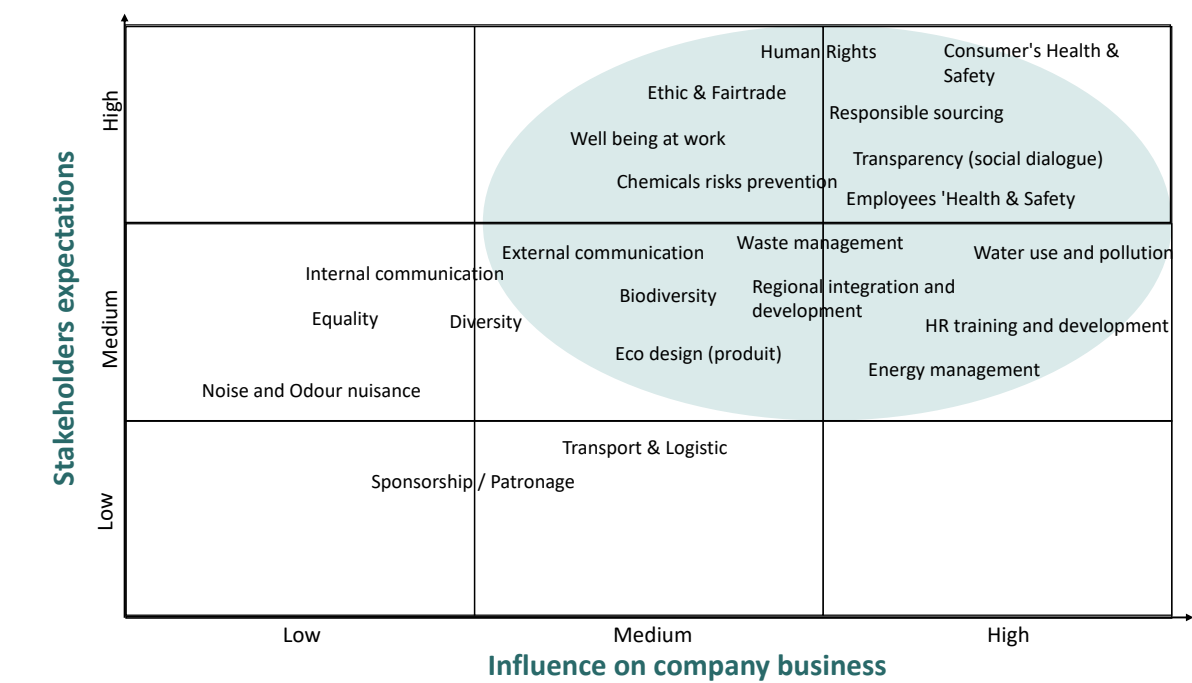 Human Rights
Consumer's Health &
Safety
Ethic & Fairtrade
Responsible sourcing
Well being at work
Transparency (social dialogue)
Chemicals risks prevention
Employees 'Health & Safety
High
Stakeholders expectations
External communication
Waste management
Water use and pollution
Internal communication
Biodiversity
Regional integration and
development
Equality
Diversity
HR training and development
Eco design (produit)
Energy management
Noise and Odour nuisance
Medium
Transport & Logistic
Sponsorship / Patronage
Low
Low
Medium
High
Influence on company business